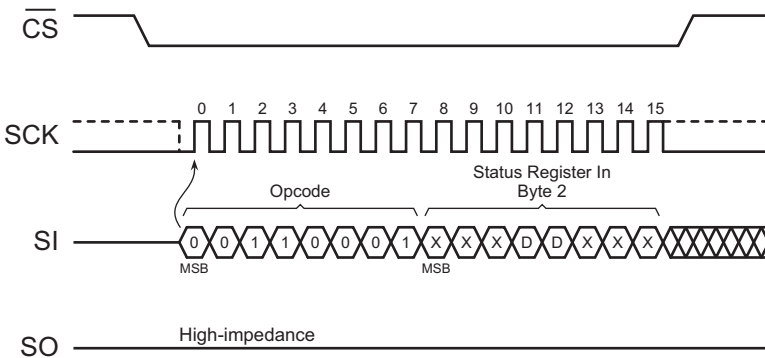 CS
0 1 2 3 4 5 6 7 8 9 10 11 12 13 14 15
SCK
Status Register In
Opcode Byte 2
SI 0 0 1 1 0 0 0 1 X X X D D X X X
MSB MSB
High-impedance
SO